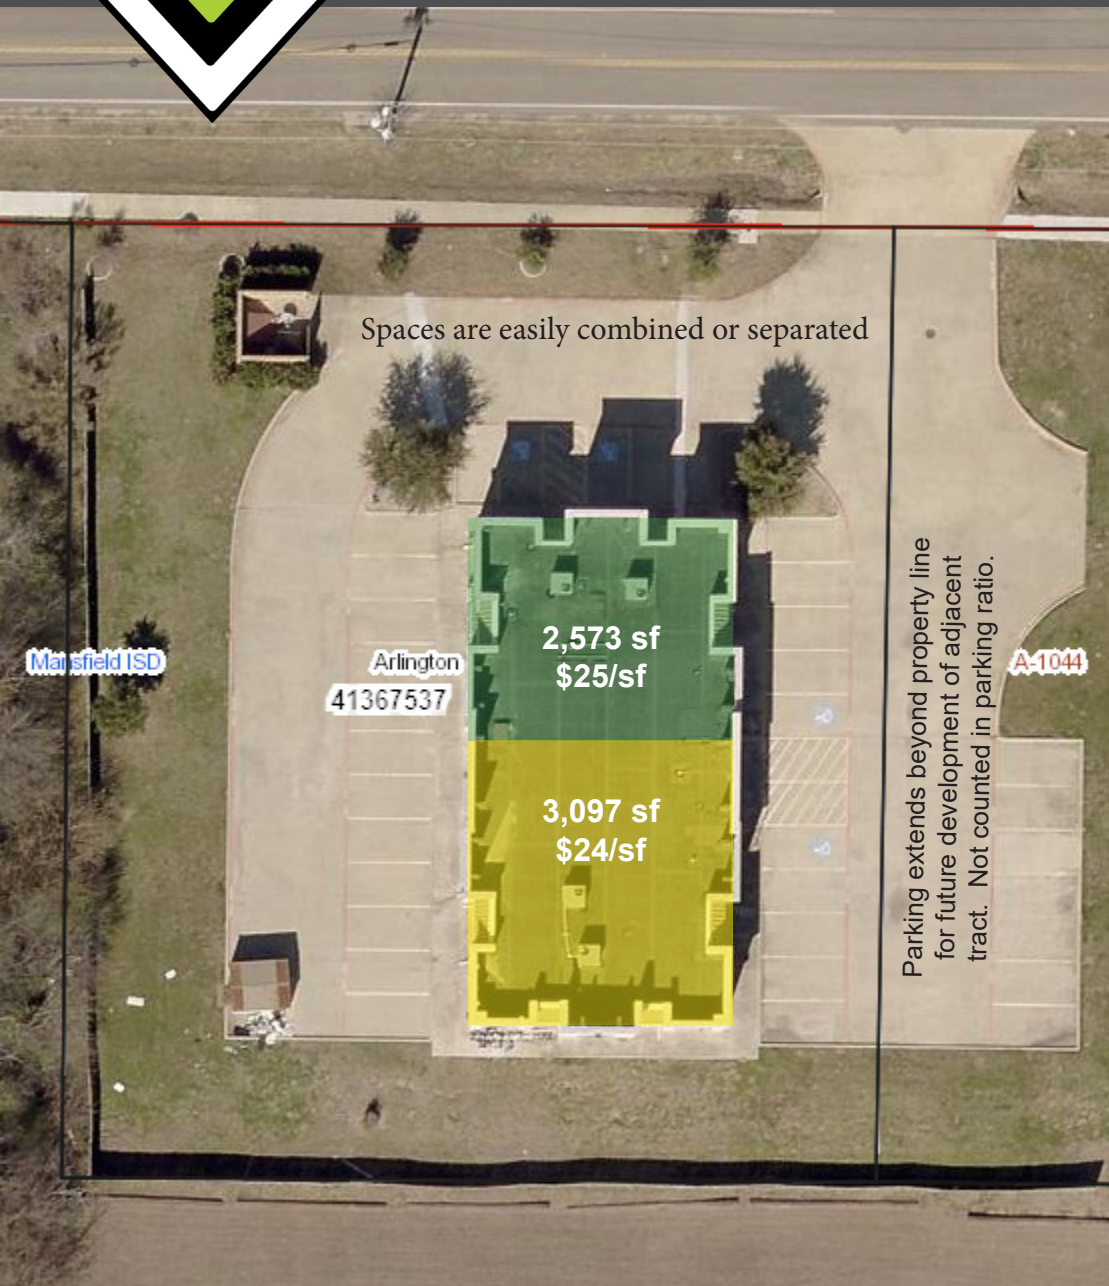 Spaces are easily combined or separated
2,573 sf
$25/sf
Mansfield ISD
Arlington
41367537
A-1044
3,097 sf
$24/sf
Parking extends beyond property line
for future development of adjacent
tract.  Not counted in parking ratio.